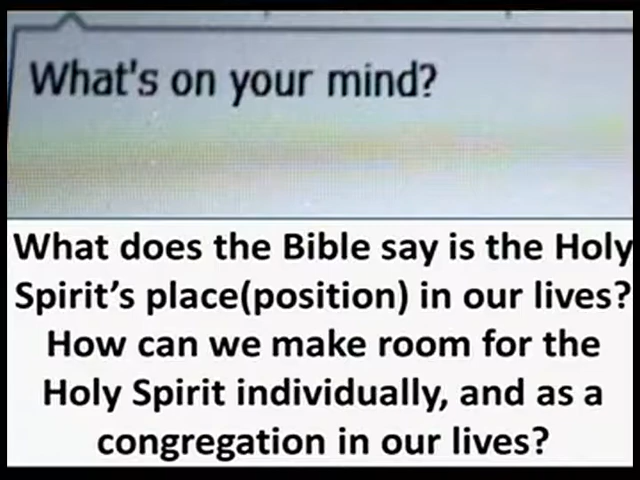 What's on your mind?
What does the Bible say is the Holy
Spirit’s place(position) in our lives?
How can we make room for the
Holy Spirit individually, and as a
congregation in our lives?